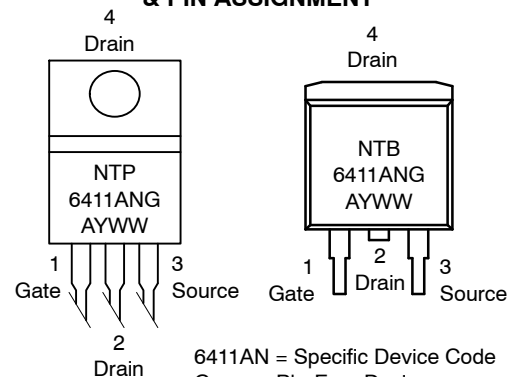 & PIN ASSIGNMENT
4
Drain
NTP
6411ANG
AYWW
1
Gate
3
Source
2
Drain
4
Drain
NTB
6411ANG
AYWW
1
Gate
2
Drain
3
Source
6411AN = Specific Device Code